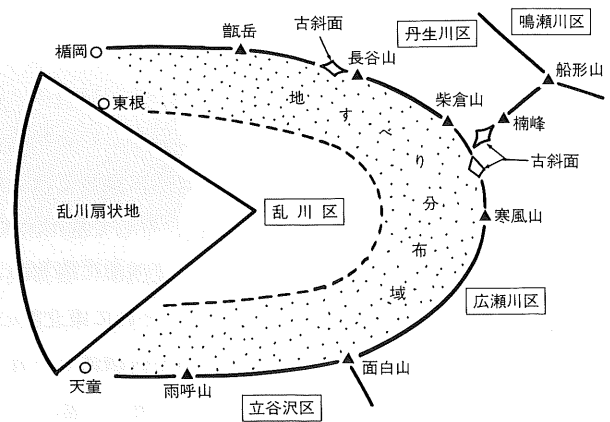 鳴瀬川区
丹生川区
古斜面
甑岳
楯岡
長谷山
船形山
東根
柴倉山
楠峰
地すべり分布域
古斜面
乱川扇状地
乱川区
寒風山
広瀬川区
面白山
天童
雨呼山
立谷沢区